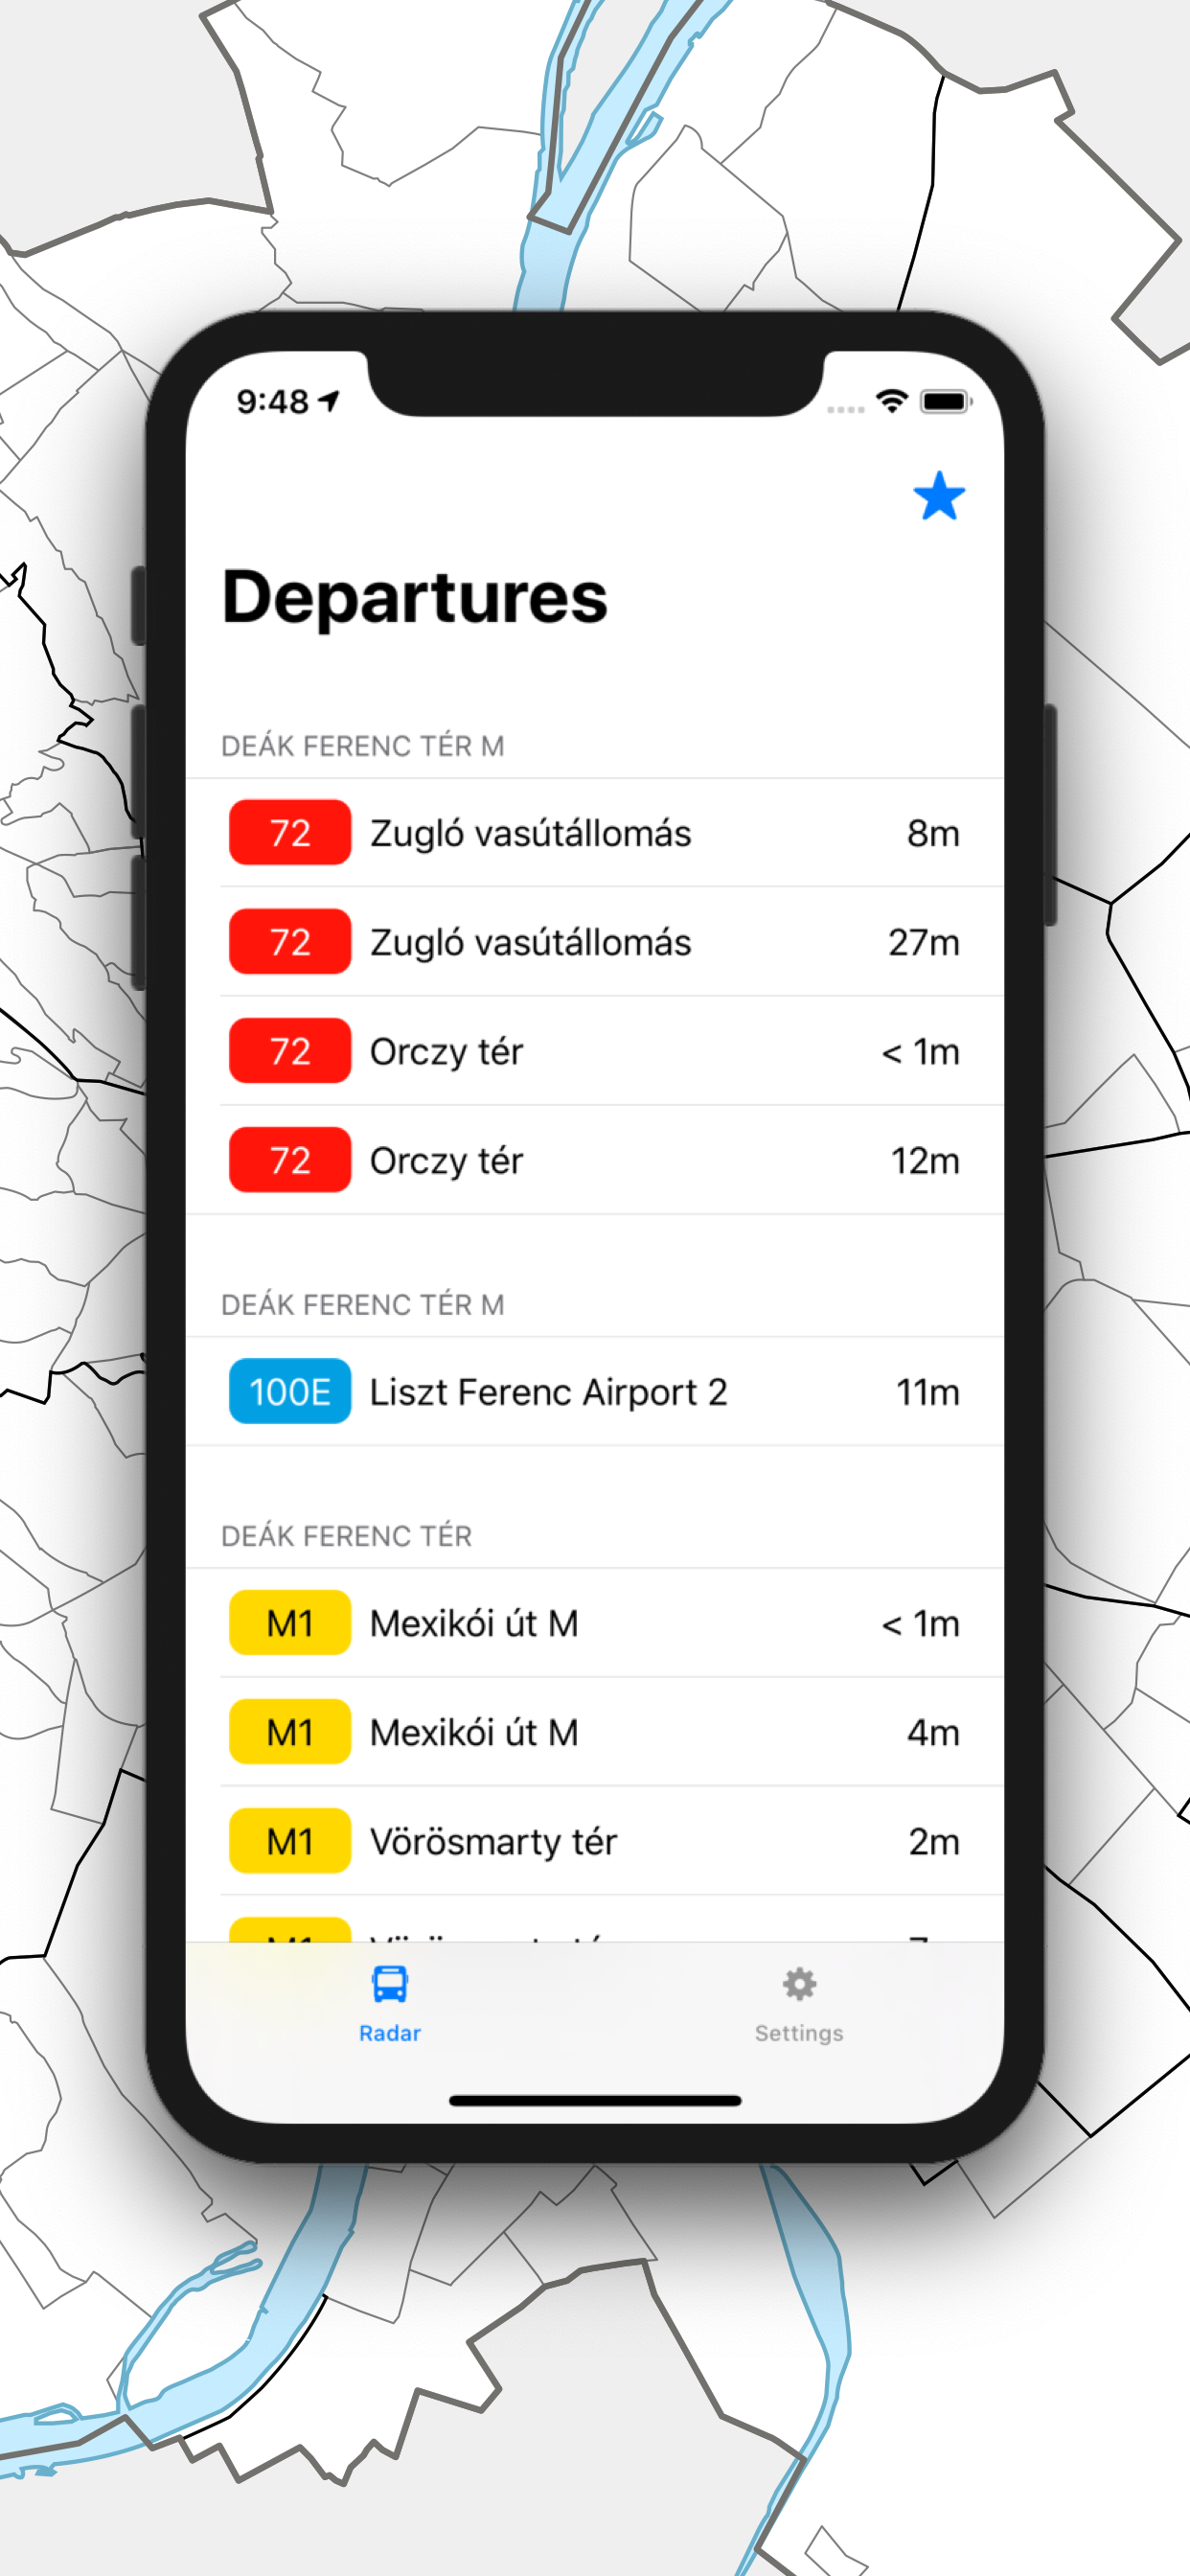 9:48
Departures
DEÁK FERENC TÉR M
72 Zugló vasútállomás 8m
72 Zugló vasútállomás 27m
72 Orczy tér < 1m
72 Orczy tér 12m
DEÁK FERENC TÉR M
100E Liszt Ferenc Airport 2 11m
DEÁK FERENC TÉR
M1 Mexikói út M < 1m
M1 Mexikói út M 4m
M1 Vörösmarty tér 2m
Radar Settings